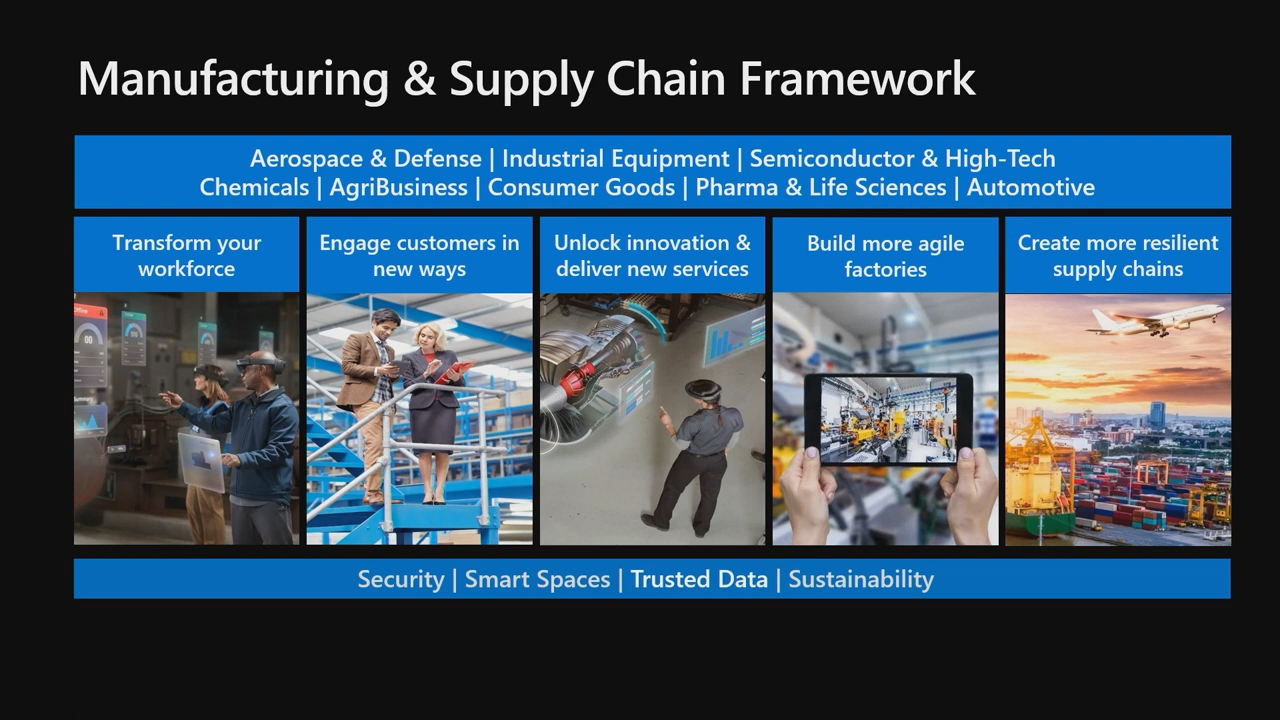 Manufacturing & Supply Chain Framework
Aerospace & Defense | Industrial Equipment | Semiconductor & High-Tech
Chemicals | AgriBusiness | Consumer Goods | Pharma & Life Sciences | Automotive
Transform your
workforce
Engage customers in
new ways
Unlock innovation &
deliver new services
Build more agile
factories
Create more resilient
supply chains
Security | Smart Spaces | Trusted Data | Sustainability